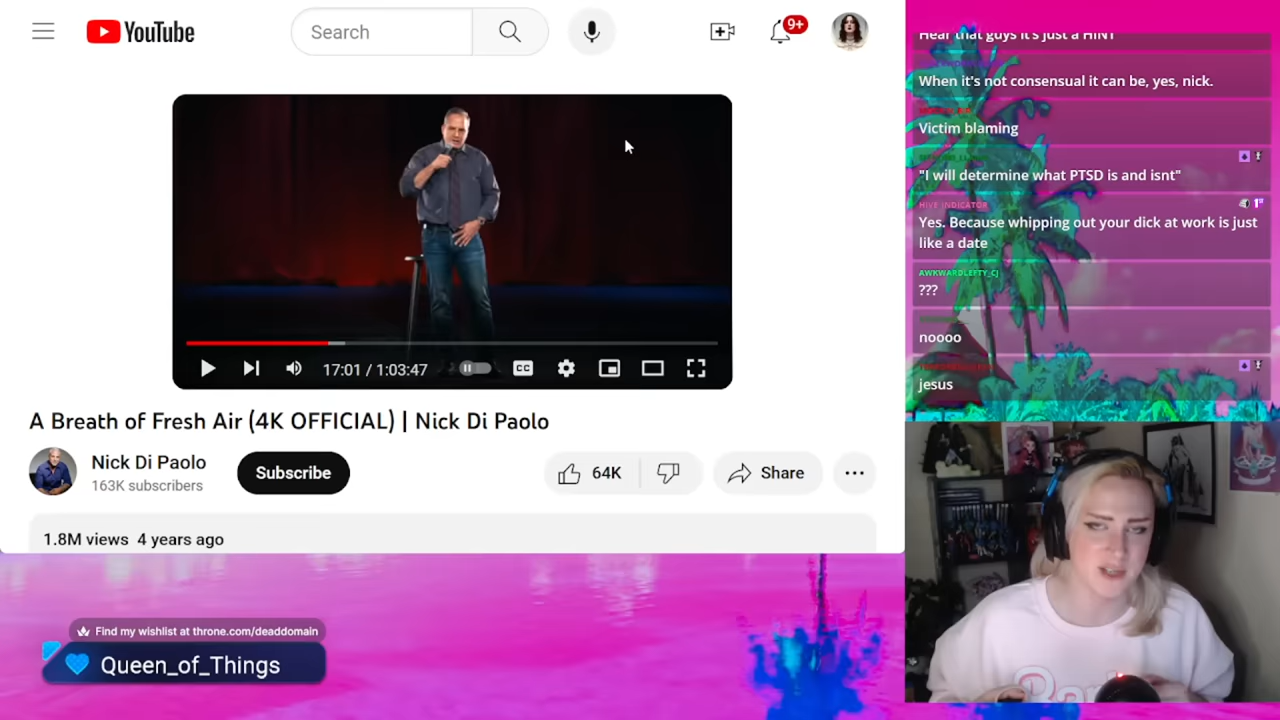 YouTube
Search
9+
17:01 / 1:03:47
CC
A Breath of Fresh Air (4K OFFICIAL) | Nick Di Paolo
Nick Di Paolo
163K subscribers
Subscribe
64K
Share
1.8M views 4 years ago
Find my wishlist at throne.com/deaddomain
Queen_of_Things
Hear that guys it's just a HINT
When it's not consensual it can be, yes, nick.
Victim blaming
"I will determine what PTSD is and isnt"
HIVE_INDICATOR
Yes. Because whipping out your dick at work is just
like a date
AWKWARDLEFTY_CJ
???
noooo
jesus